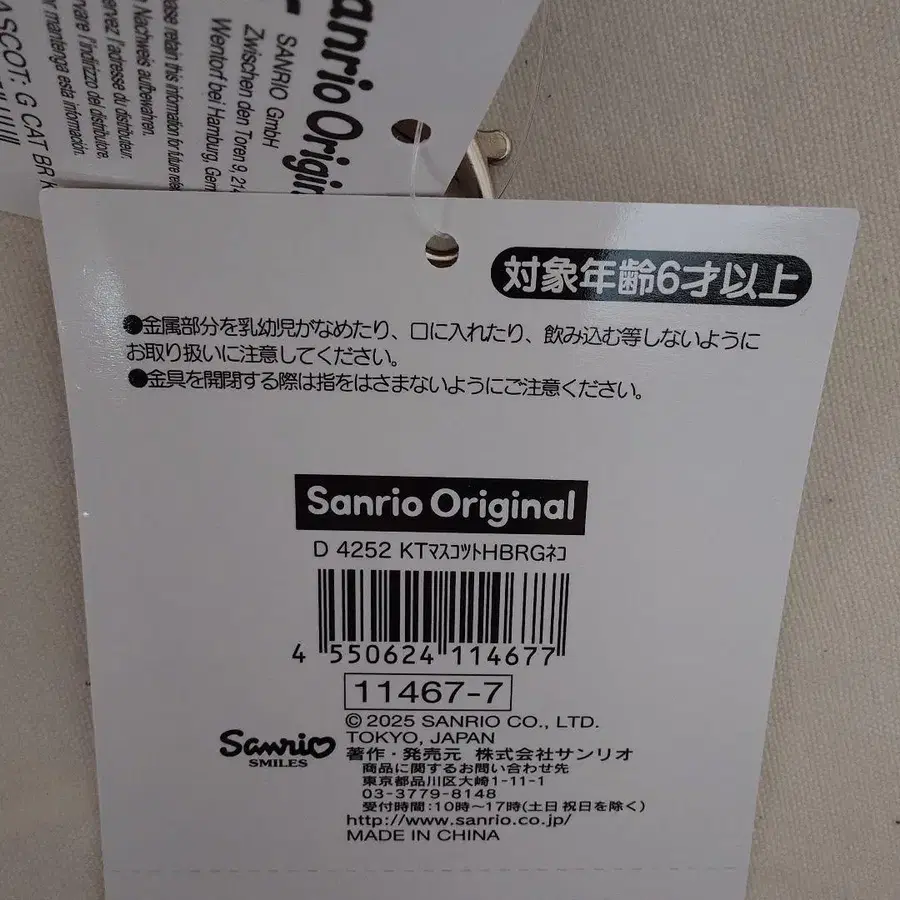 Sanrio Original
SANRIO GmbH
Zwischen den Toren 9, 214
Wentorf bei Hamburg, Germ
ase retain this information for future refe
n Nachweis aufbewahren.
servez l'adresse du distributeur.
rvare l'indirizzo del distributore.
r mantenga esta información.
ASCOT: G CAT BR K
対象年齢6才以上
●金属部分を乳幼児がなめたり、口に入れたり、飲み込む等しないように
お取り扱いに注意してください。
●金具を開閉する際は指をはさまないようにご注意ください。
Sanrio Original
D 4252 KTﾏｽｺｯﾄHBRGﾈｺ
4 550624 114677
11467-7
© 2025 SANRIO CO., LTD.
TOKYO, JAPAN
Sanrio
SMILES
著作・発売元 株式会社サンリオ
商品に関するお問い合わせ先
東京都品川区大崎1-11-1
03-3779-8148
受付時間:10時〜17時(土日祝日を除く)
http://www.sanrio.co.jp/
MADE IN CHINA